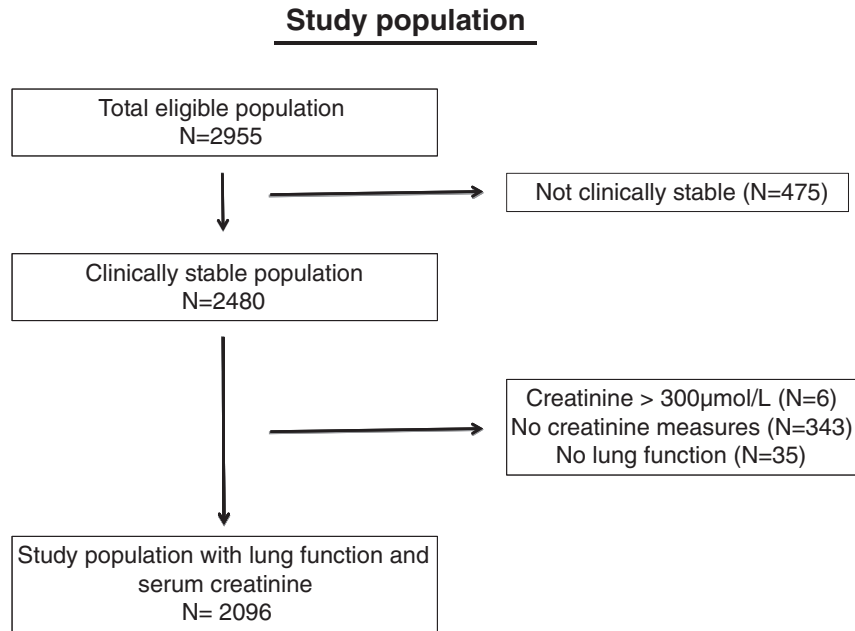 Study population
Total eligible population
N=2955
Not clinically stable (N=475)
Clinically stable population
N=2480
Creatinine > 300µmol/L (N=6)
No creatinine measures (N=343)
No lung function (N=35)
Study population with lung function and
serum creatinine
N= 2096